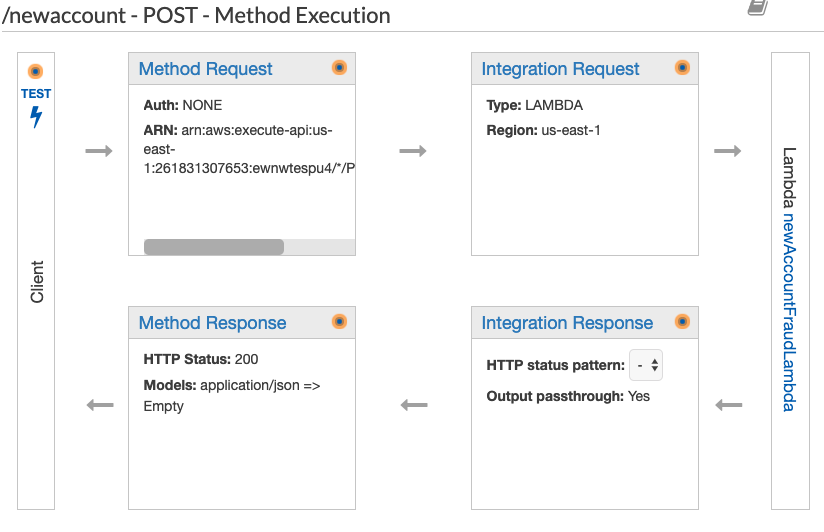 /newaccount - POST - Method Execution
TEST
Client
Method Request
Auth: NONE
ARN: arn:aws:execute-api:us-
east-
1:261831307653:ewnwtespu4/*/P
Integration Request
Type: LAMBDA
Region: us-east-1
Lambda newAccountFraudLambda
Method Response
HTTP Status: 200
Models: application/json =>
Empty
Integration Response
HTTP status pattern: -
Output passthrough: Yes